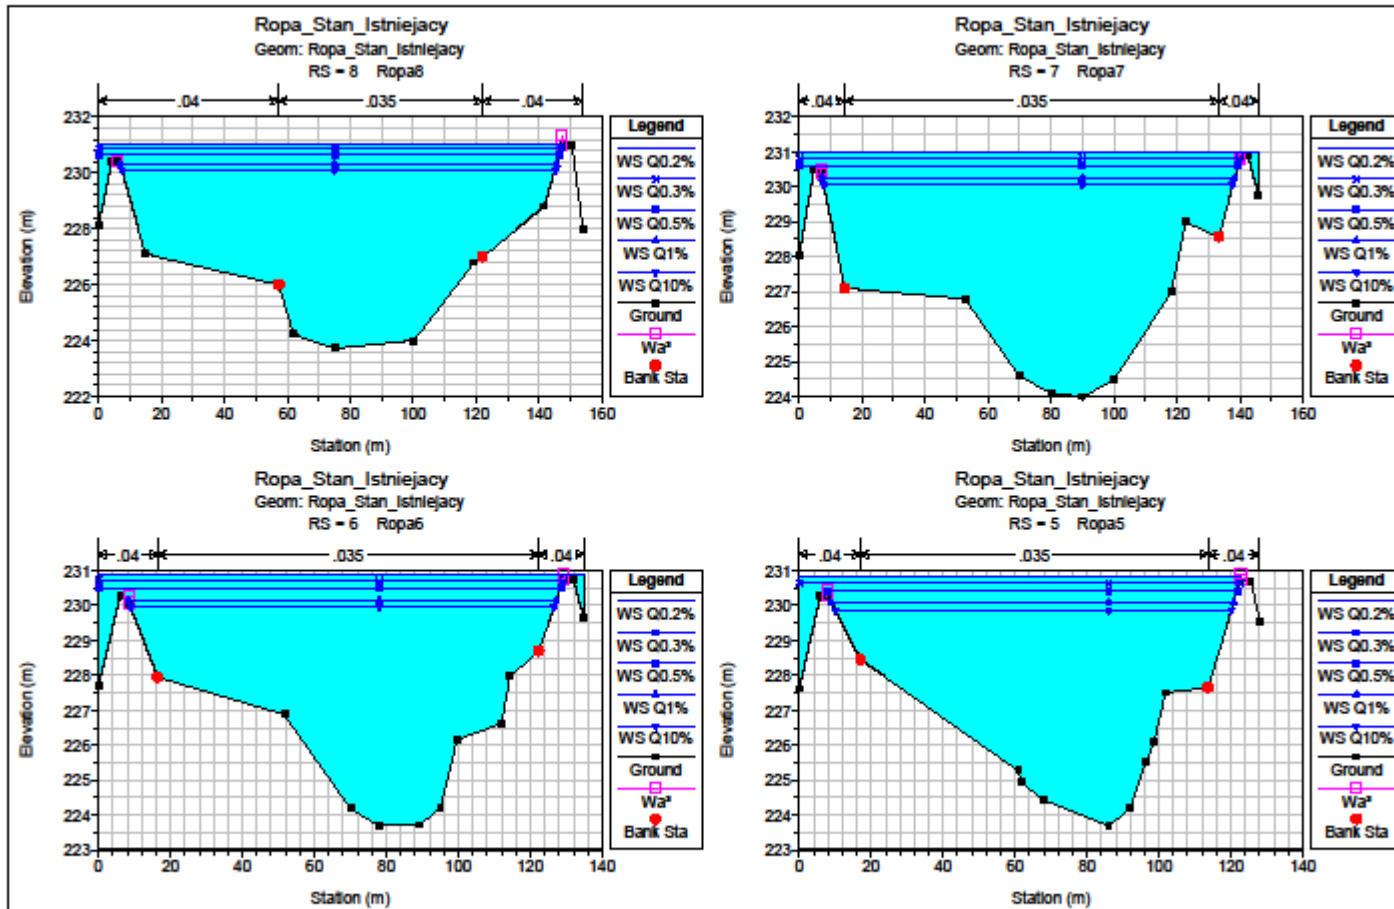 Ropa_Stan_Istniejacy
Geom: Ropa_Stan_Istniejacy
RS = 8 Ropa8
.04 .035 .04
232
230
228
226
224
222
0 20 40 60 80 100 120 140 160
Elevation (m)
Station (m)
Legend
WS Q0.2%
WS Q0.3%
WS Q0.5%
WS Q1%
WS Q10%
Ground
Wa³
Bank Sta
Ropa_Stan_Istniejacy
Geom: Ropa_Stan_Istniejacy
RS = 7 Ropa7
.04 .035 .04
232
231
230
229
228
227
226
225
224
0 20 40 60 80 100 120 140 160
Elevation (m)
Station (m)
Legend
WS Q0.2%
WS Q0.3%
WS Q0.5%
WS Q1%
WS Q10%
Ground
Wa³
Bank Sta
Ropa_Stan_Istniejacy
Geom: Ropa_Stan_Istniejacy
RS = 6 Ropa6
.04 .035 .04
231
230
229
228
227
226
225
224
223
0 20 40 60 80 100 120 140
Elevation (m)
Station (m)
Legend
WS Q0.2%
WS Q0.3%
WS Q0.5%
WS Q1%
WS Q10%
Ground
Wa³
Bank Sta
Ropa_Stan_Istniejacy
Geom: Ropa_Stan_Istniejacy
RS = 5 Ropa5
.04 .035 .04
231
230
229
228
227
226
225
224
223
0 20 40 60 80 100 120 140
Elevation (m)
Station (m)
Legend
WS Q0.2%
WS Q0.3%
WS Q0.5%
WS Q1%
WS Q10%
Ground
Wa³
Bank Sta